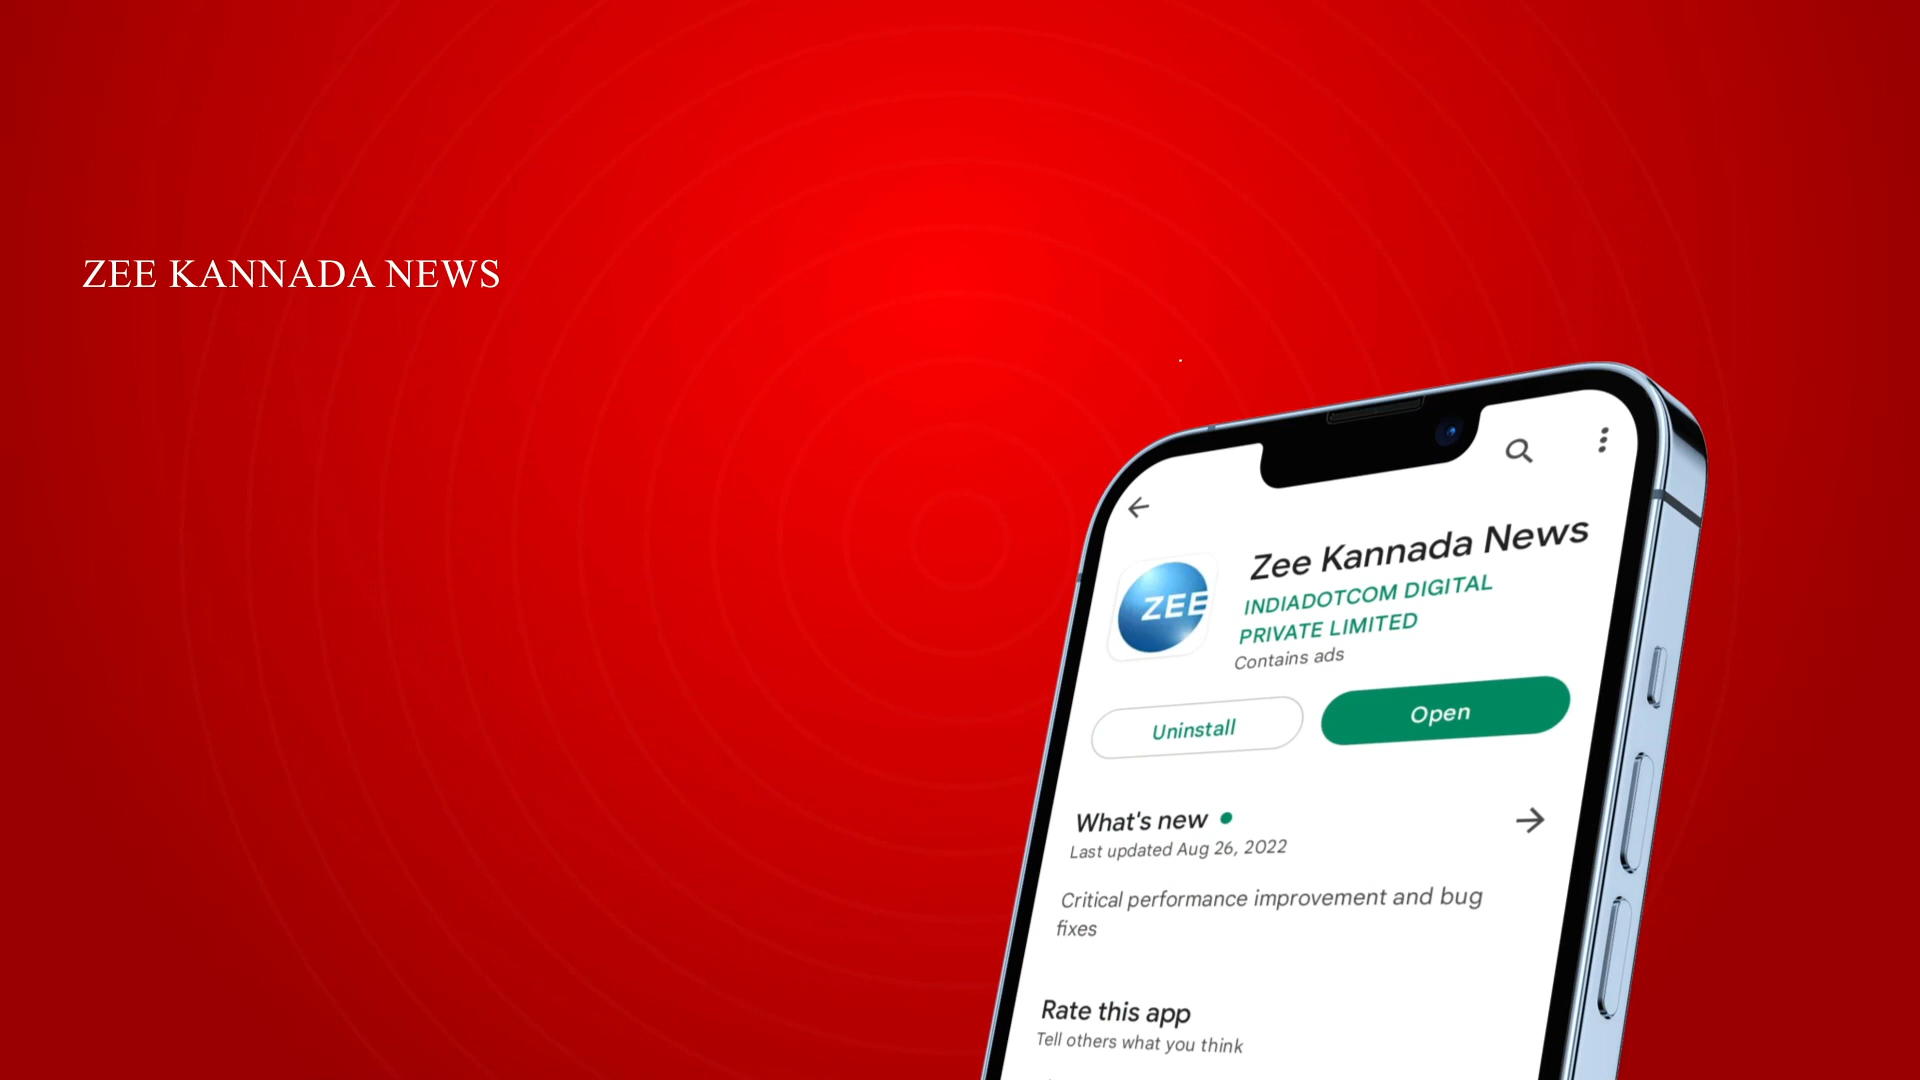 ZEE KANNADA NEWS
Zee Kannada News
ZEE
INDIADOTCOM DIGITAL
PRIVATE LIMITED
Contains ads
Uninstall
Open
What's new
Last updated Aug 26, 2022
Critical performance improvement and bug
fixes
Rate this app
Tell others what you think